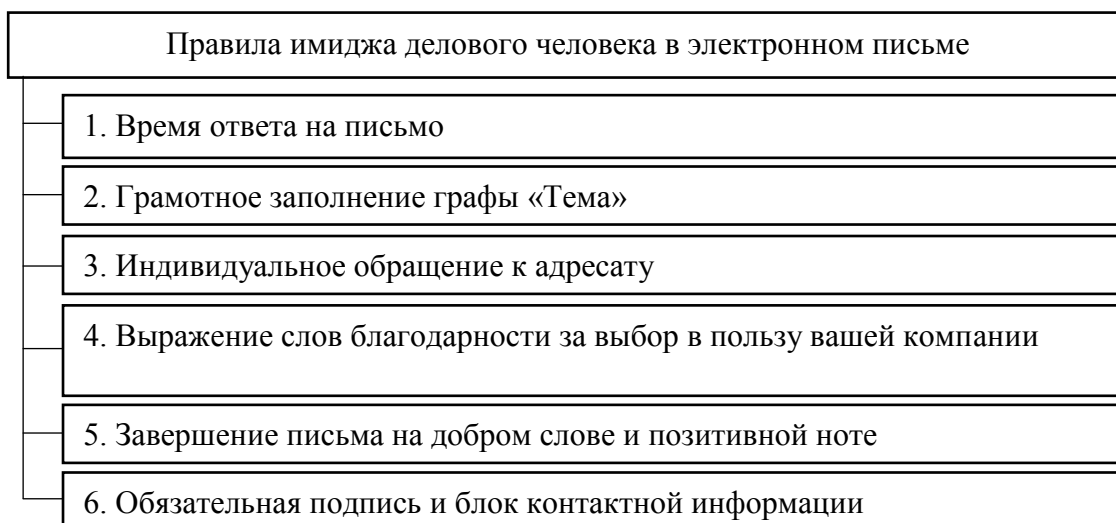 Правила имиджа делового человека в электронном письме
1. Время ответа на письмо
2. Грамотное заполнение графы «Тема»
3. Индивидуальное обращение к адресату
4. Выражение слов благодарности за выбор в пользу вашей компании
5. Завершение письма на добром слове и позитивной ноте
6. Обязательная подпись и блок контактной информации